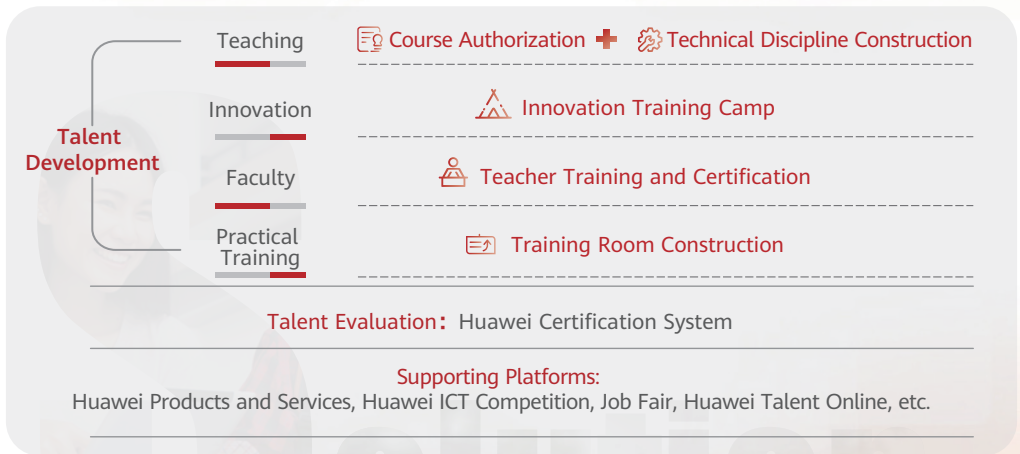 Teaching
Course Authorization + Technical Discipline Construction
Innovation
Innovation Training Camp
Talent
Development
Faculty
Teacher Training and Certification
Practical
Training
Training Room Construction
Talent Evaluation: Huawei Certification System
Supporting Platforms:
Huawei Products and Services, Huawei ICT Competition, Job Fair, Huawei Talent Online, etc.